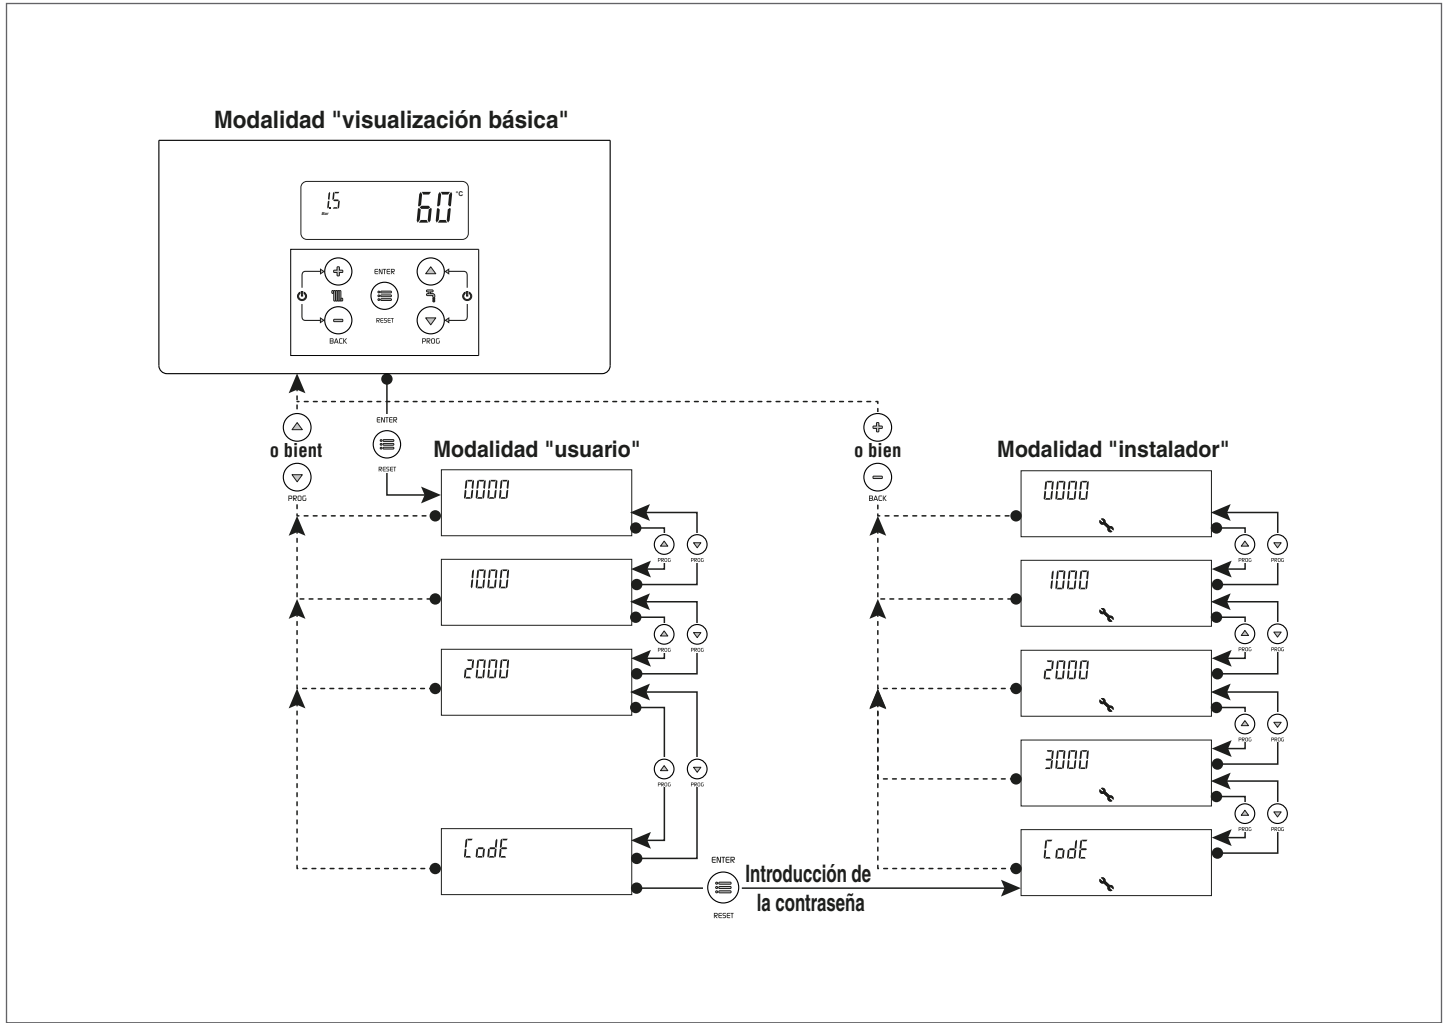 Modalidad "visualización básica"
1.5
Bar
60 °C
ENTER
RESET
BACK
PROG
ENTER
o bient
RESET
PROG
Modalidad "usuario"
0000
PROG PROG
1000
PROG PROG
2000
PROG PROG
CodE
ENTER
RESET
Introducción de
la contraseña
o bien
BACK
Modalidad "instalador"
0000
PROG PROG
1000
PROG PROG
2000
PROG PROG
3000
PROG PROG
CodE